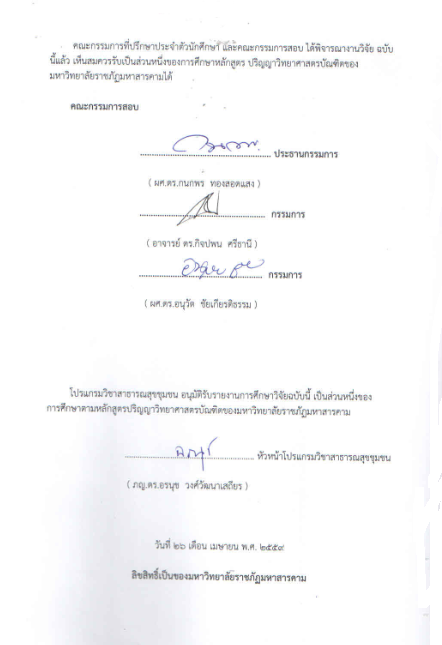 คณะกรรมการที่ปรึกษาประจำตัวนักศึกษา และคณะกรรมการสอบ ได้พิจารณางานวิจัย ฉบับ
นี้แล้ว เห็นสมควรรับเป็นส่วนหนึ่งของการศึกษาหลักสูตร ปริญญาวิทยาศาสตรบัณฑิตของ
มหาวิทยาลัยราชภัฏมหาสารคามได้
คณะกรรมการสอบ
ประธานกรรมการ
( ผศ.ดร.กนกพร ทองสอดแสง )
กรรมการ
( อาจารย์ ดร.กิจปพน ศรีธานี )
กรรมการ
( ผศ.ดร.อนุวัต ชัยเกียรติธรรม )
โปรแกรมวิชาสาธารณสุขชุมชน อนุมัติรับรายงานการศึกษาวิจัยฉบับนี้ เป็นส่วนหนึ่งของ
การศึกษาตามหลักสูตรปริญญาวิทยาศาสตรบัณฑิตของมหาวิทยาลัยราชภัฏมหาสารคาม
หัวหน้าโปรแกรมวิชาสาธารณสุขชุมชน
( ภญ.ดร.อรนุช วงศ์วัฒนาเสถียร )
วันที่ ๒๖ เดือน เมษายน พ.ศ. ๒๕๕๙
ลิขสิทธิ์เป็นของมหาวิทยาลัยราชภัฏมหาสารคาม